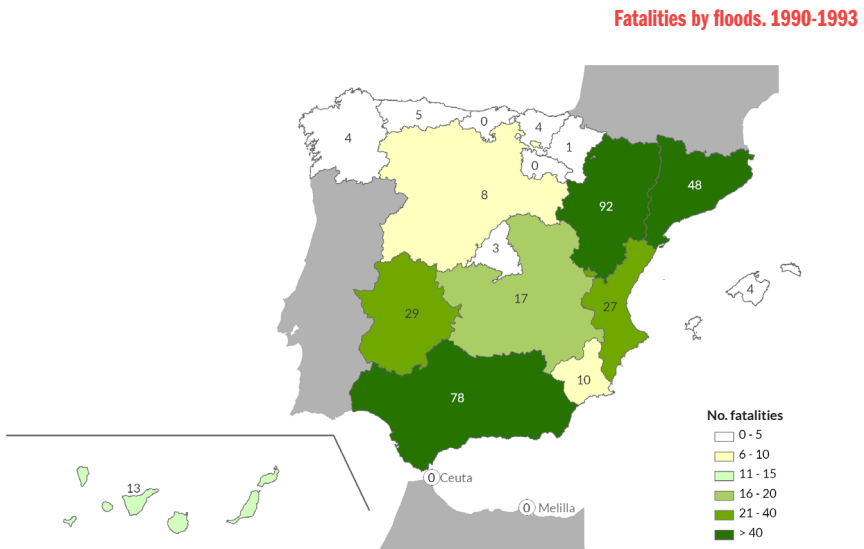 Fatalities by floods. 1990-1993
5
0
4
4
1
0
8
48
92
3
4
17
27
29
10
78
No. fatalities
0 - 5
6 - 10
11 - 15
16 - 20
21 - 40
> 40
13
0 Ceuta
0 Melilla